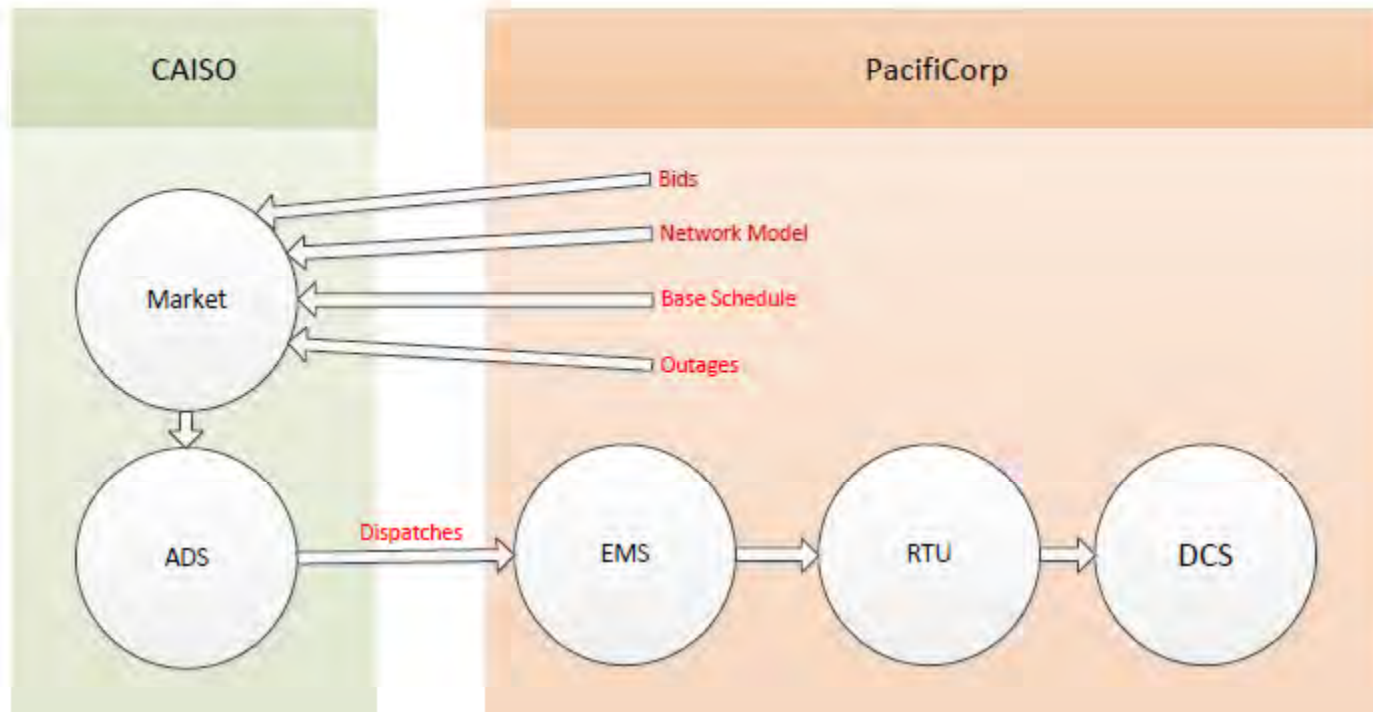 CAISO
PacifiCorp
Bids
Network Model
Market
Base Schedule
Outages
Dispatches
ADS
EMS
RTU
DCS